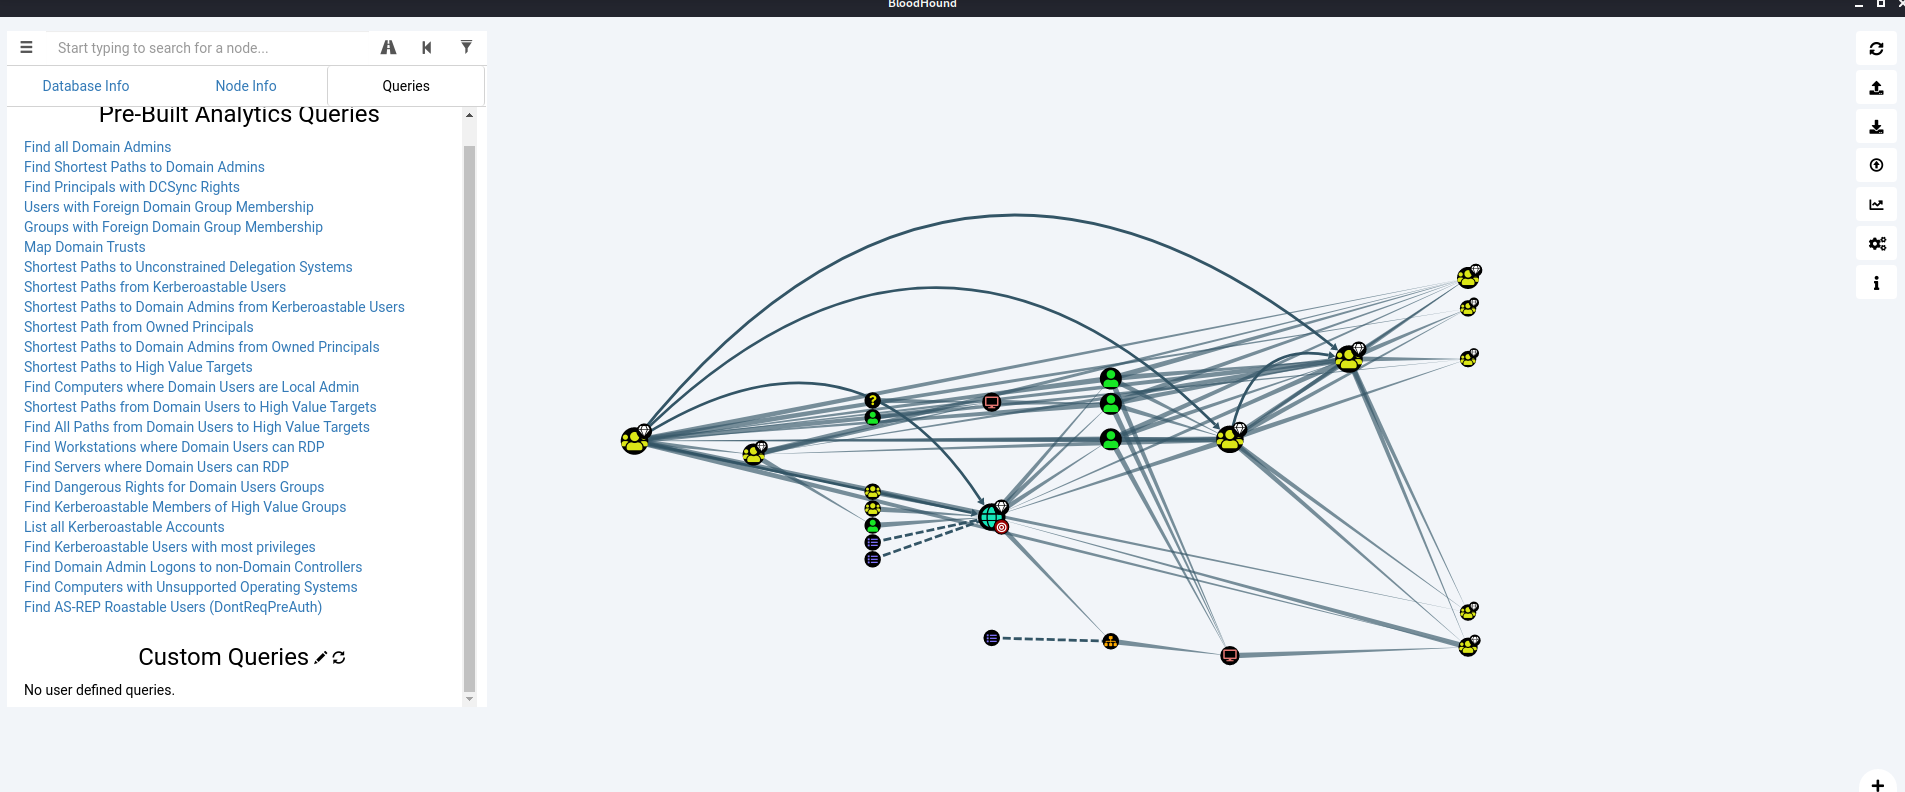 BloodHound
Start typing to search for a node...
Database Info
Node Info
Queries
Pre-Built Analytics Queries
Find all Domain Admins
Find Shortest Paths to Domain Admins
Find Principals with DCSync Rights
Users with Foreign Domain Group Membership
Groups with Foreign Domain Group Membership
Map Domain Trusts
Shortest Paths to Unconstrained Delegation Systems
Shortest Paths from Kerberoastable Users
Shortest Paths to Domain Admins from Kerberoastable Users
Shortest Path from Owned Principals
Shortest Paths to Domain Admins from Owned Principals
Shortest Paths to High Value Targets
Find Computers where Domain Users are Local Admin
Shortest Paths from Domain Users to High Value Targets
Find All Paths from Domain Users to High Value Targets
Find Workstations where Domain Users can RDP
Find Servers where Domain Users can RDP
Find Dangerous Rights for Domain Users Groups
Find Kerberoastable Members of High Value Groups
List all Kerberoastable Accounts
Find Kerberoastable Users with most privileges
Find Domain Admin Logons to non-Domain Controllers
Find Computers with Unsupported Operating Systems
Find AS-REP Roastable Users (DontReqPreAuth)
Custom Queries
No user defined queries.